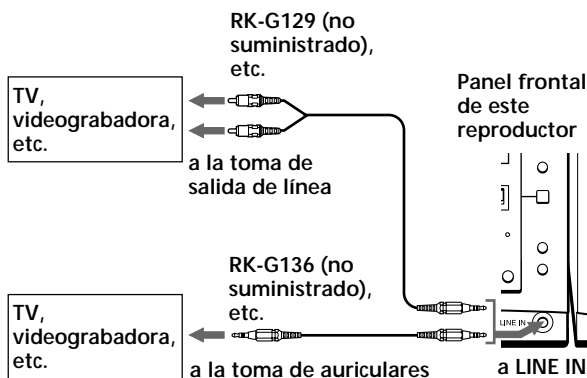 RK-G129 (no
suministrado),
etc.
TV,
videograbadora,
etc.
a la toma de
salida de línea
Panel frontal
de este
reproductor
RK-G136 (no
suministrado),
etc.
TV,
videograbadora,
etc.
a la toma de auriculares
LINE IN
a LINE IN